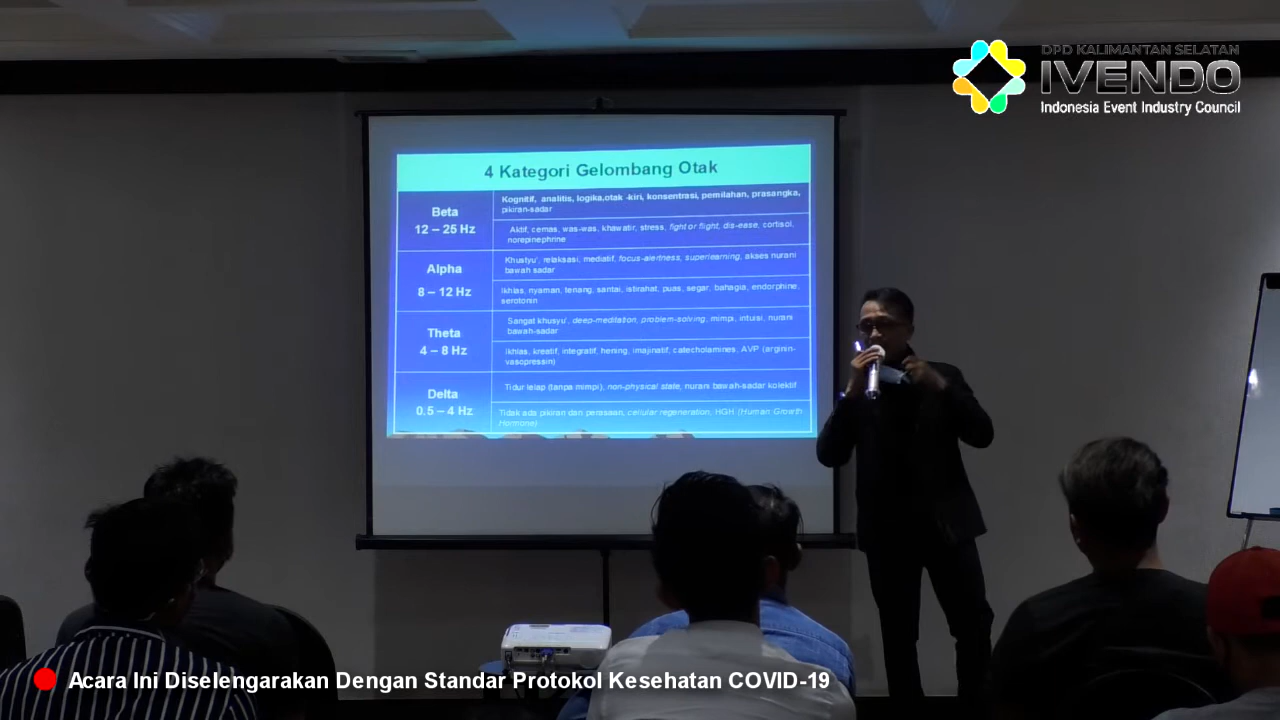 DPD KALIMANTAN SELATAN
IVENDO
Indonesia Event Industry Council
4 Kategori Gelombang Otak
Beta
12 – 25 Hz
Kognitif, analitis, logika,otak -kiri, konsentrasi, pemilahan, prasangka,
pikiran-sadar
Aktif, cemas, was-was, khawatir, stress, fight or flight, dis-ease, cortisol,
norepinephrine
Alpha
8 – 12 Hz
Khusyu', relaksasi, meditatif, focus-alertness, superlearning, akses nurani
bawah sadar
Ikhlas, nyaman, tenang, santai, istirahat, puas, segar, bahagia, endorphine,
serotonin
Theta
4 – 8 Hz
Sangat khusyu', deep-meditation, problem-solving, mimpi, intuisi, nurani
bawah-sadar
Ikhlas, kreatif, integratif, hening, imajinatif, catecholamines, AVP (arginin-
vasopressin)
Delta
0.5 – 4 Hz
Tidur lelap (tanpa mimpi), non-physical state, nurani bawah-sadar kolektif
Tidak ada pikiran dan perasaan, cellular regeneration, HGH (Human Growth
Hormone)
Acara Ini Diselengarakan Dengan Standar Protokol Kesehatan COVID-19